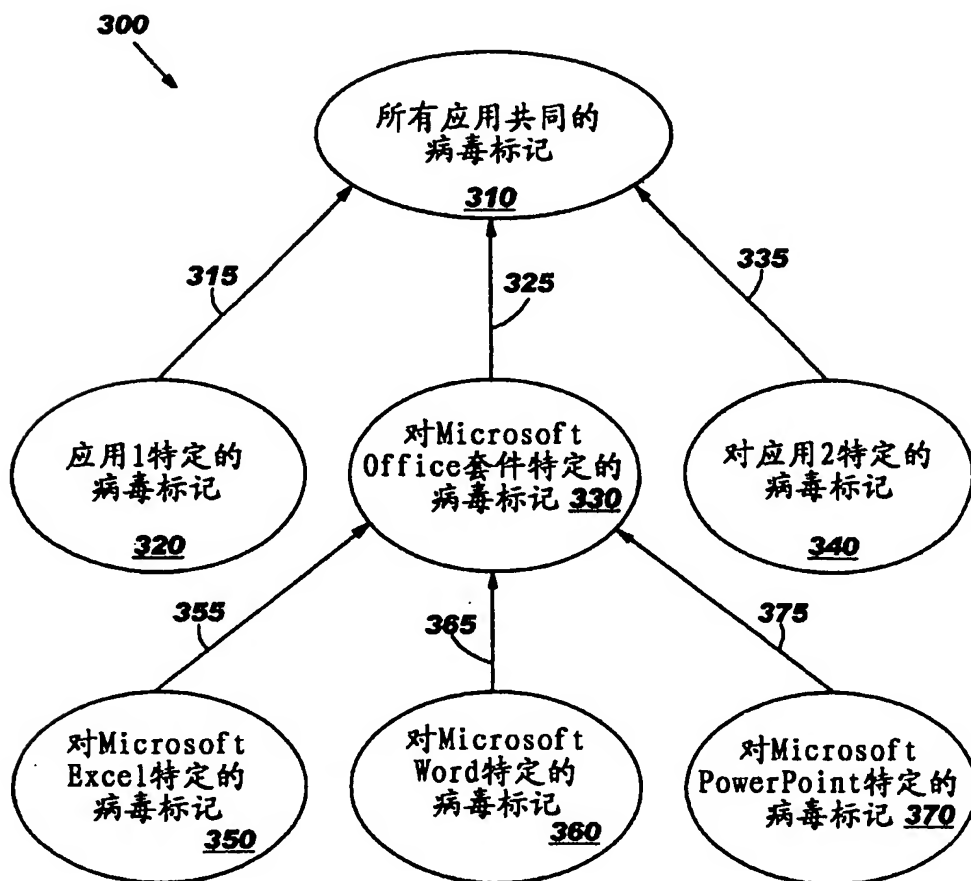 300
所有应用共同的
病毒标记
310
315
325
335
应用1特定的
病毒标记
320
对Microsoft
Office套件特定的
病毒标记 330
对应用2特定的
病毒标记
340
355
365
375
对Microsoft
Excel特定的
病毒标记
350
对Microsoft
Word特定的
病毒标记
360
对Microsoft
PowerPoint特定的
病毒标记 370